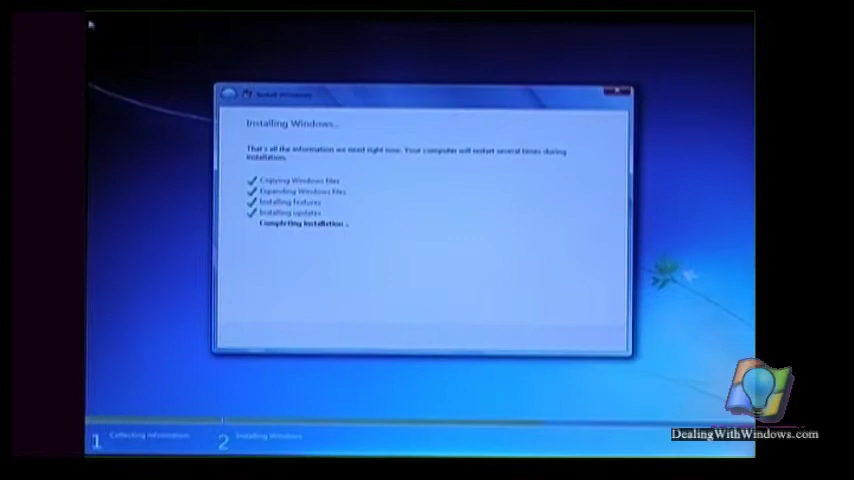 Install Windows
Installing Windows...
That's all the information we need right now. Your computer will restart several times during
installation.
Copying Windows files
Expanding Windows files
Installing features
Installing updates
Completing installation ..
1 Collecting information
2 Installing Windows
DealingWithWindows.com